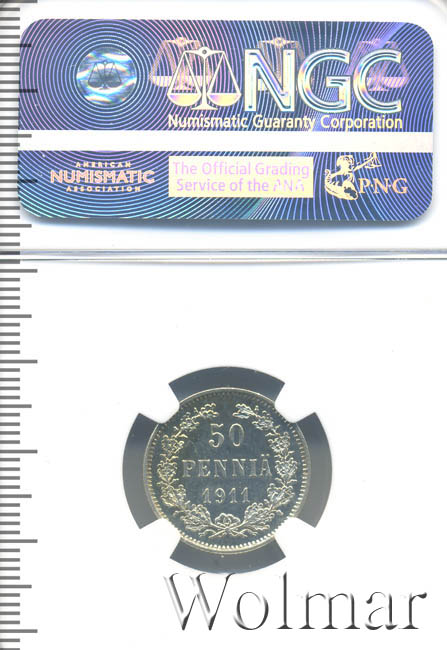 NGC
Numismatic Guaranty Corporation
AMERICAN
NUMISMATIC
ASSOCIATION
The Official Grading
Service of the PNG
PNG
50
PENNIÄ
1911
Wolmar